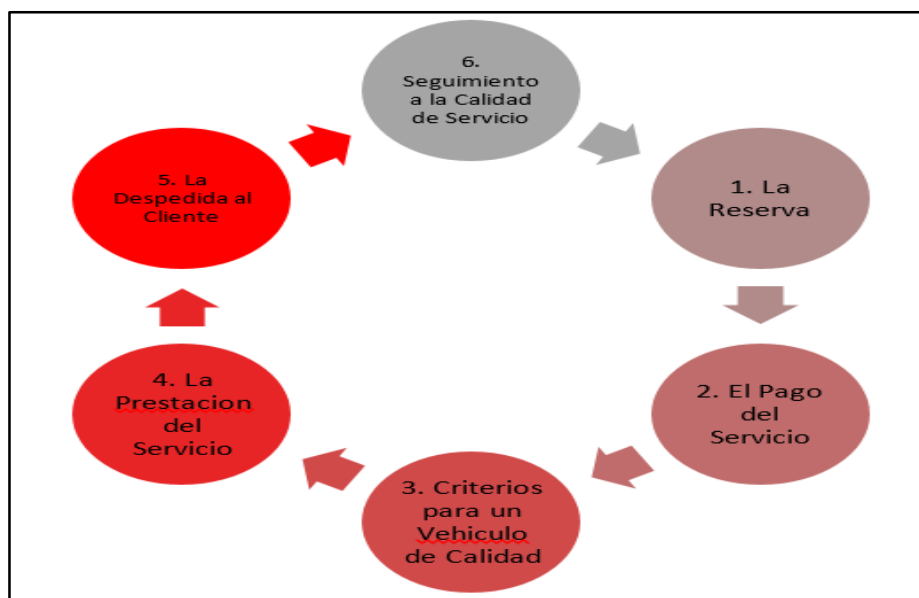 6.
Seguimiento
a la Calidad
de Servicio
1. La
Reserva
2. El Pago
del
Servicio
3. Criterios
para un
Vehiculo
de Calidad
4. La
Prestacion
del
Servicio
5. La
Despedida al
Cliente